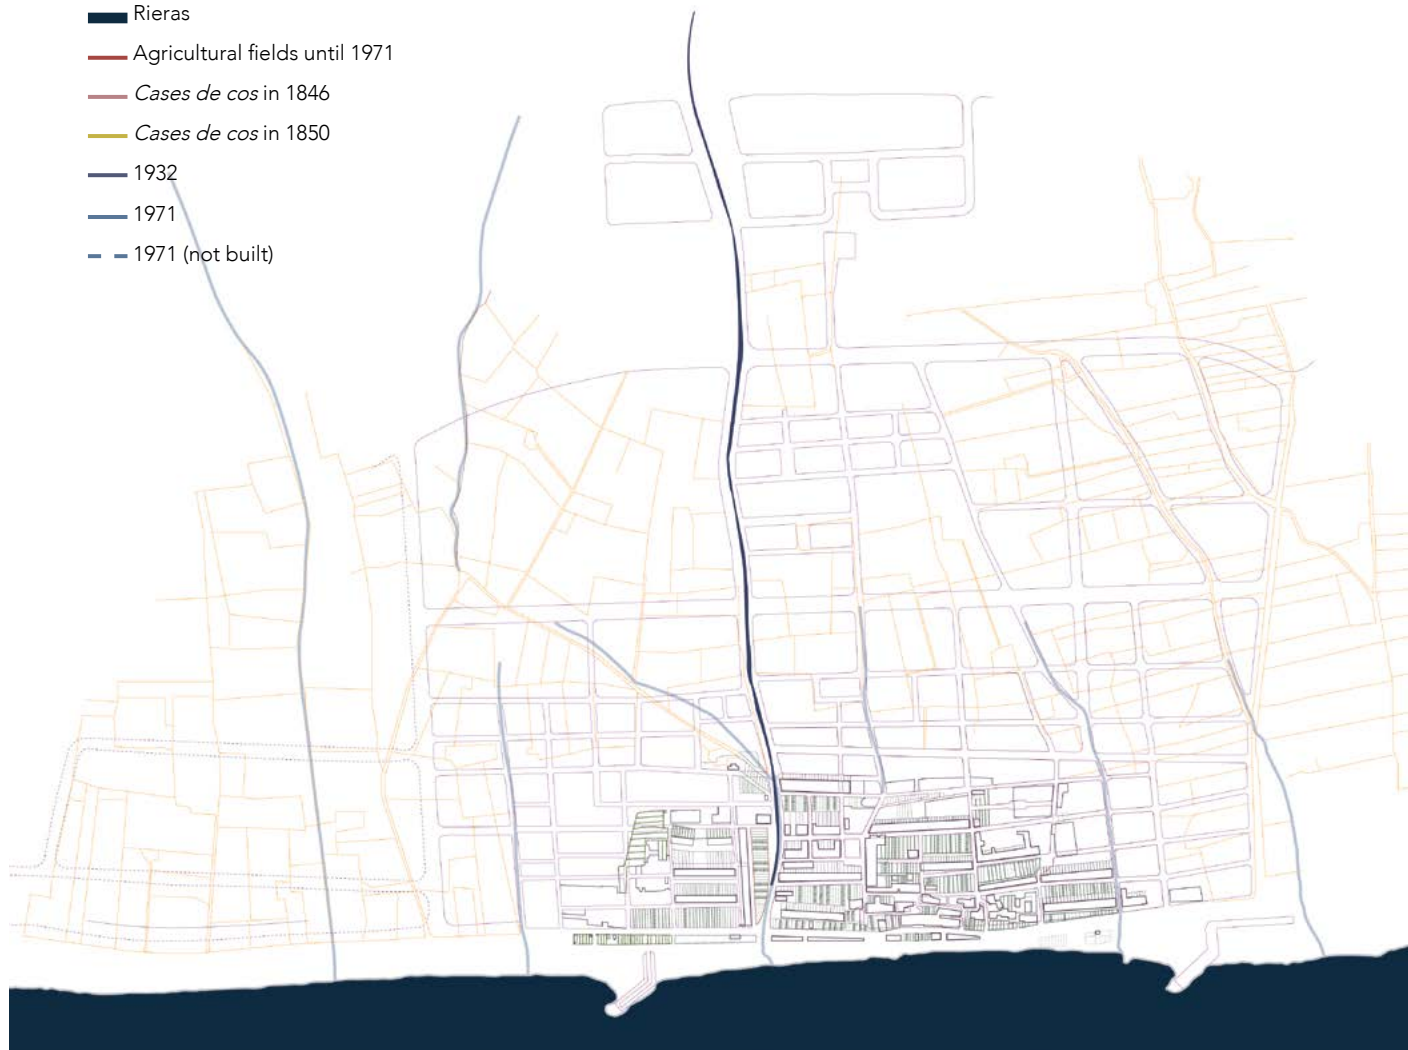 Rieras
Agricultural fields until 1971
Cases de cos in 1846
Cases de cos in 1850
1932
1971
1971 (not built)